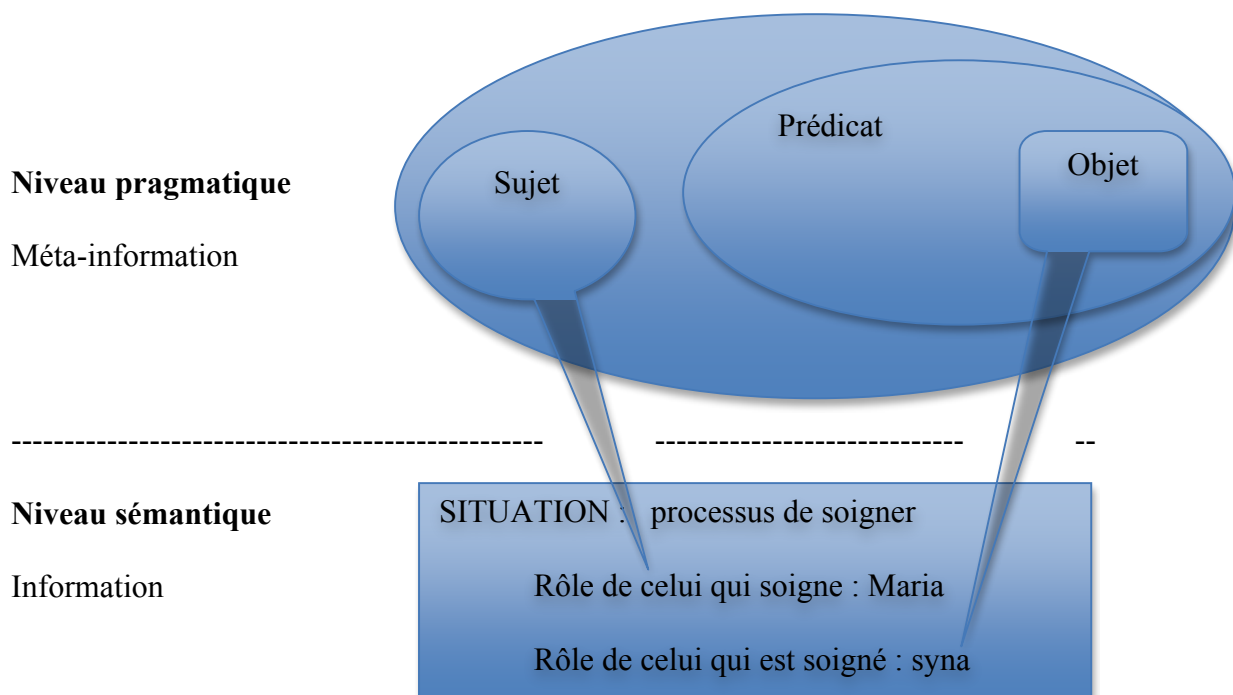 Prédicat
Niveau pragmatique Sujet Objet
Méta-information
-------------------------------------------------- ----------------------------- --
Niveau sémantique SITUATION : processus de soigner
Information Rôle de celui qui soigne : Maria
Rôle de celui qui est soigné : syna